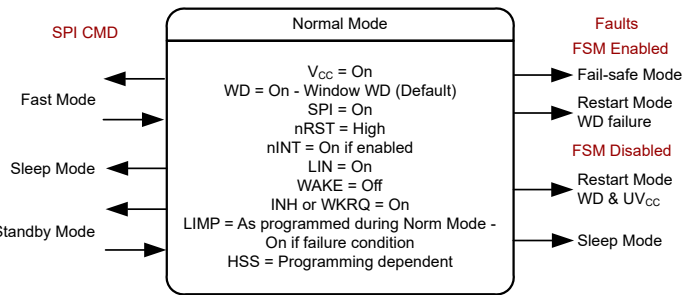 SPI CMD
Fast Mode
Sleep Mode
Standby Mode
Normal Mode
VCC = On
WD = On - Window WD (Default)
SPI = On
nRST = High
nINT = On if enabled
LIN = On
WAKE = Off
INH or WKRQ = On
LIMP = As programmed during Norm Mode -
On if failure condition
HSS = Programming dependent
Faults
FSM Enabled
Fail-safe Mode
Restart Mode
WD failure
FSM Disabled
Restart Mode
WD & UVCC
Sleep Mode